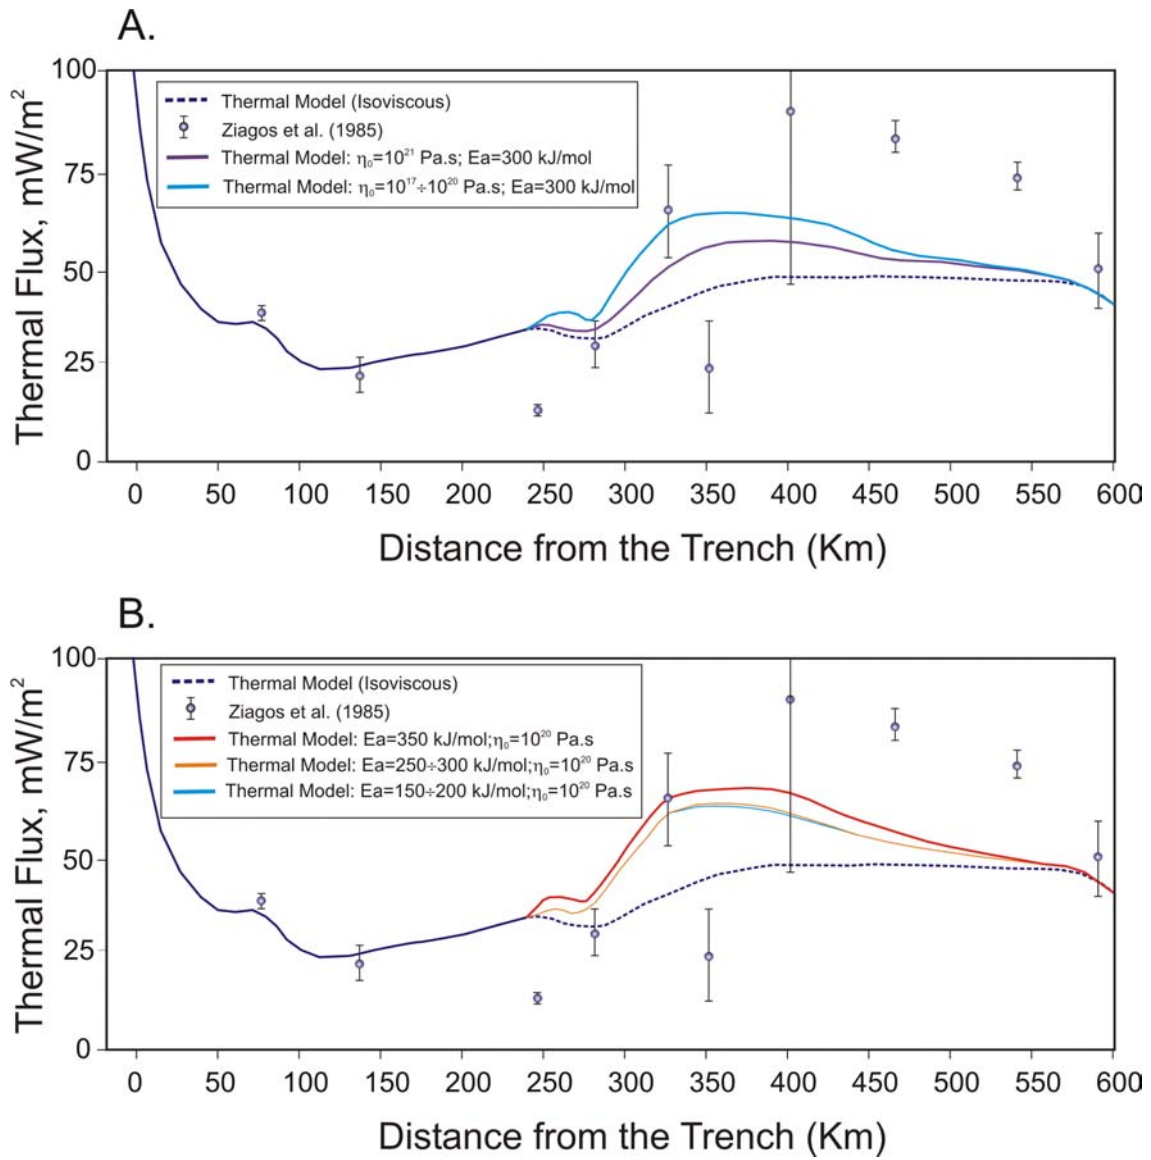 A.
Thermal Flux, mW/m²
100
75
50
25
0
Thermal Model (Isoviscous)
Ziagos et al. (1985)
Thermal Model: η₀=10²¹ Pa.s; Ea=300 kJ/mol
Thermal Model: η₀=10¹⁷÷10²⁰ Pa.s; Ea=300 kJ/mol
0 50 100 150 200 250 300 350 400 450 500 550 600
Distance from the Trench (Km)
B.
Thermal Flux, mW/m²
100
75
50
25
0
Thermal Model (Isoviscous)
Ziagos et al. (1985)
Thermal Model: Ea=350 kJ/mol;η₀=10²⁰ Pa.s
Thermal Model: Ea=250÷300 kJ/mol;η₀=10²⁰ Pa.s
Thermal Model: Ea=150÷200 kJ/mol;η₀=10²⁰ Pa.s
0 50 100 150 200 250 300 350 400 450 500 550 600
Distance from the Trench (Km)